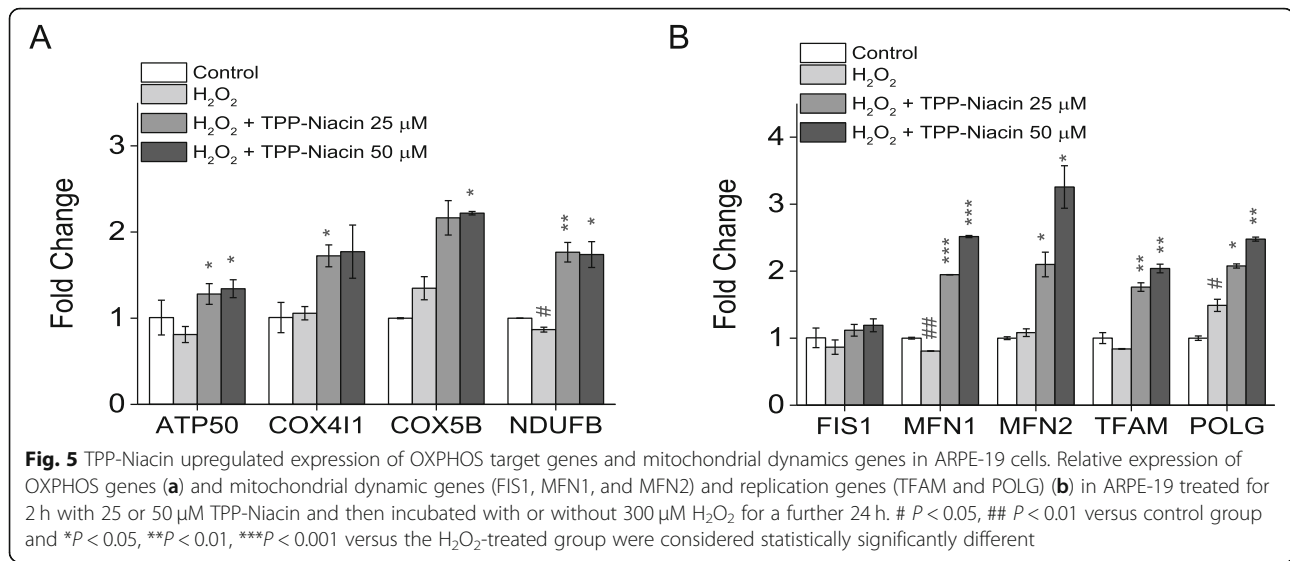 A
Control
H₂O₂
H₂O₂ + TPP-Niacin 25 μM
H₂O₂ + TPP-Niacin 50 μM
Fold Change
3
2
1
0
* * * * ** *
#
ATP50 COX4I1 COX5B NDUFB
B
Control
H₂O₂
H₂O₂ + TPP-Niacin 25 μM
H₂O₂ + TPP-Niacin 50 μM
Fold Change
4
3
2
1
0
## *** *** * * ** ** # * **
FIS1 MFN1 MFN2 TFAM POLG
Fig. 5 TPP-Niacin upregulated expression of OXPHOS target genes and mitochondrial dynamics genes in ARPE-19 cells. Relative expression of
OXPHOS genes (a) and mitochondrial dynamic genes (FIS1, MFN1, and MFN2) and replication genes (TFAM and POLG) (b) in ARPE-19 treated for
2 h with 25 or 50 μM TPP-Niacin and then incubated with or without 300 μM H₂O₂ for a further 24 h. # P < 0.05, ## P < 0.01 versus control group
and *P < 0.05, **P < 0.01, ***P < 0.001 versus the H₂O₂-treated group were considered statistically significantly different